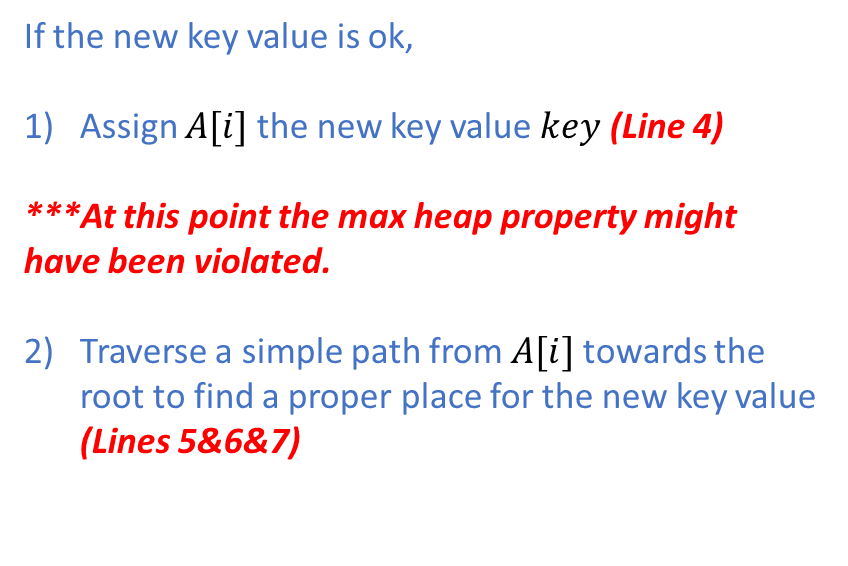 If the new key value is ok,
1) Assign A[i] the new key value key (Line 4)
***At this point the max heap property might
have been violated.
2) Traverse a simple path from A[i] towards the
root to find a proper place for the new key value
(Lines 5&6&7)